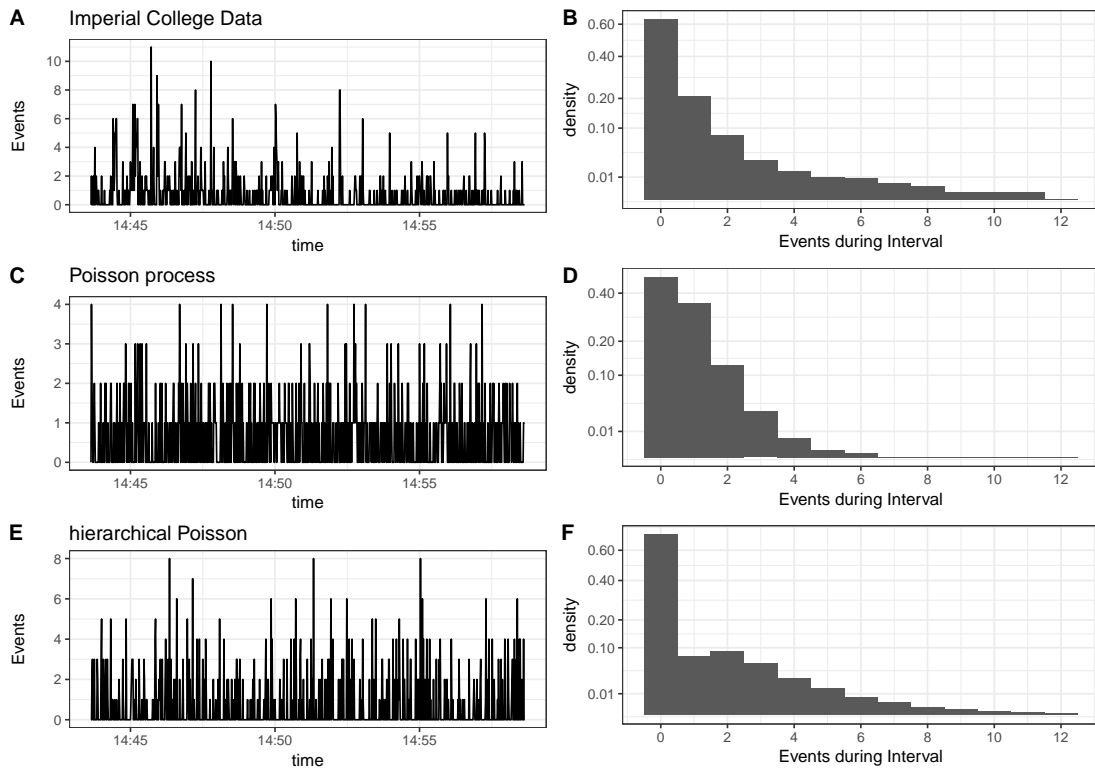 A Imperial College Data
10
8
6
4
2
0
Events
14:45 14:50 14:55
time
B
0.60
0.40
0.20
0.10
0.01
density
0 2 4 6 8 10 12
Events during Interval
C Poisson process
4
3
2
1
0
Events
14:45 14:50 14:55
time
D
0.40
0.20
0.10
0.01
density
0 2 4 6 8 10 12
Events during Interval
E hierarchical Poisson
8
6
4
2
0
Events
14:45 14:50 14:55
time
F
0.60
0.40
0.20
0.10
0.01
density
0 2 4 6 8 10 12
Events during Interval